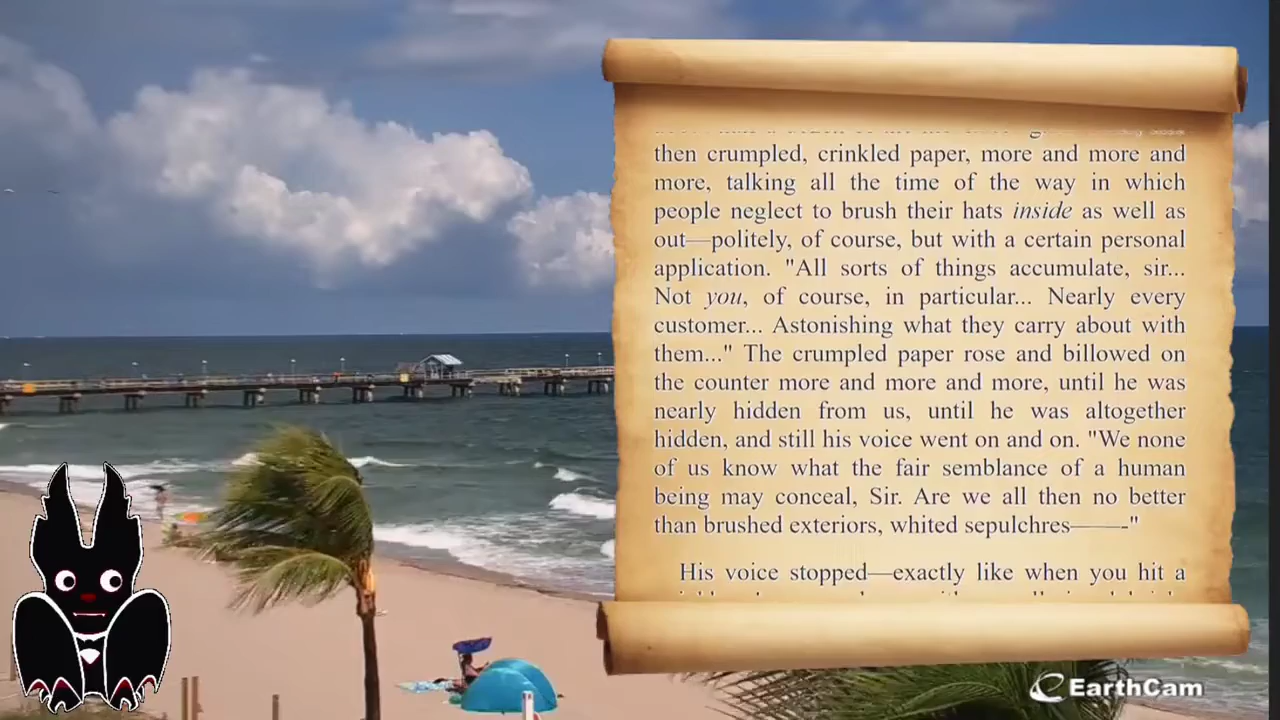 then crumpled, crinkled paper, more and more and
more, talking all the time of the way in which
people neglect to brush their hats inside as well as
out—politely, of course, but with a certain personal
application. "All sorts of things accumulate, sir...
Not you, of course, in particular... Nearly every
customer... Astonishing what they carry about with
them..." The crumpled paper rose and billowed on
the counter more and more and more, until he was
nearly hidden from us, until he was altogether
hidden, and still his voice went on and on. "We none
of us know what the fair semblance of a human
being may conceal, Sir. Are we all then no better
than brushed exteriors, whited sepulchres——-"
His voice stopped—exactly like when you hit a
EarthCam